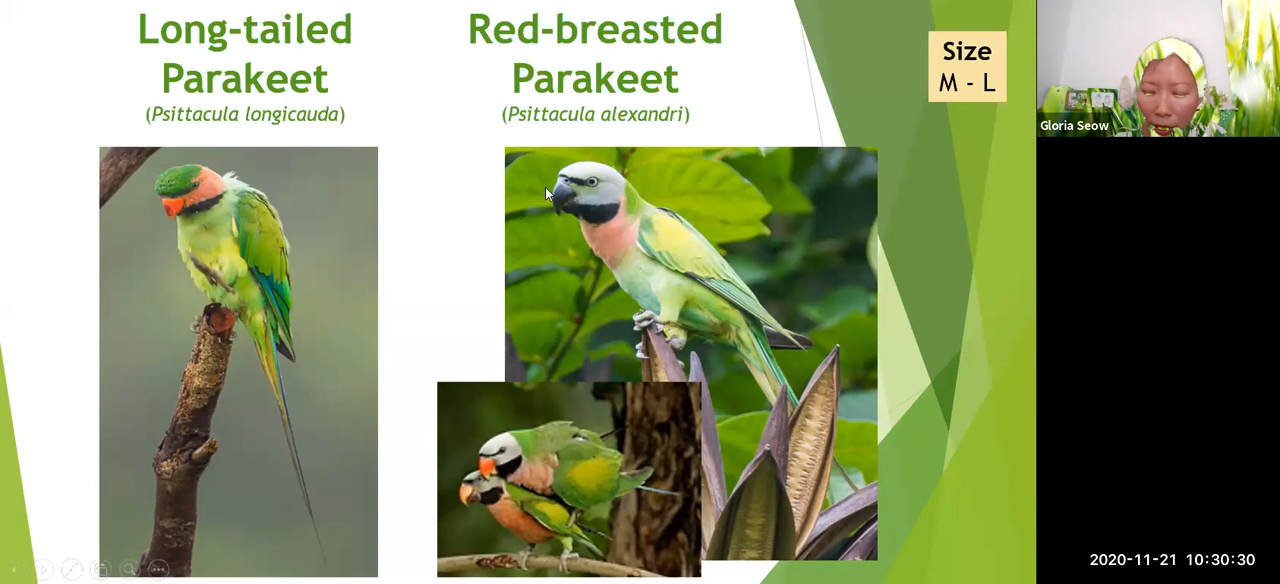 Long-tailed
Parakeet
(Psittacula longicauda)
Red-breasted
Parakeet
(Psittacula alexandri)
Size
M - L
Gloria Seow
2020-11-21 10:30:30